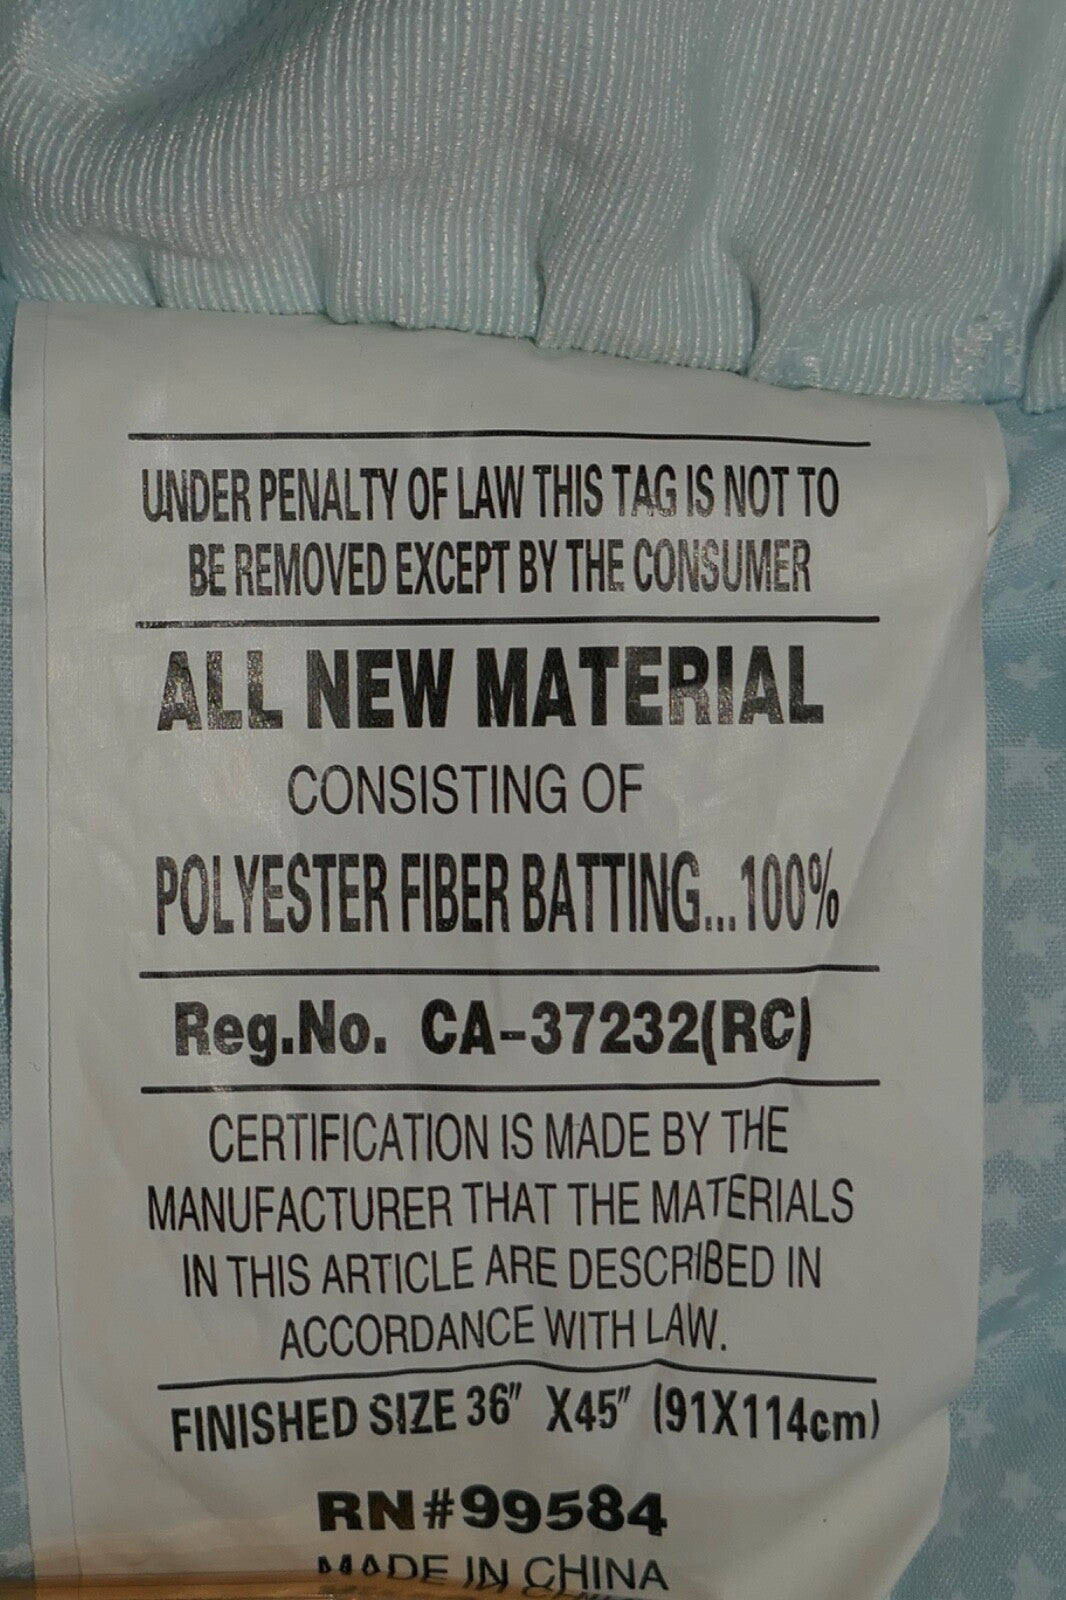 UNDER PENALTY OF LAW THIS TAG IS NOT TO
BE REMOVED EXCEPT BY THE CONSUMER
ALL NEW MATERIAL
CONSISTING OF
POLYESTER FIBER BATTING...100%
Reg.No. CA-37232(RC)
CERTIFICATION IS MADE BY THE
MANUFACTURER THAT THE MATERIALS
IN THIS ARTICLE ARE DESCRIBED IN
ACCORDANCE WITH LAW.
FINISHED SIZE 36" X45" (91X114cm)
RN#99584
MADE IN CHINA